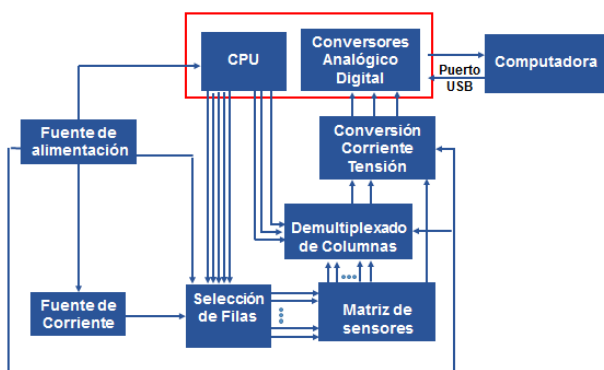 CPU
Conversores
Analógico
Digital
Computadora
Puerto
USB
Fuente de
alimentación
Conversión
Corriente
Tensión
Demultiplexado
de Columnas
Fuente de
Corriente
Selección
de Filas
Matriz de
sensores